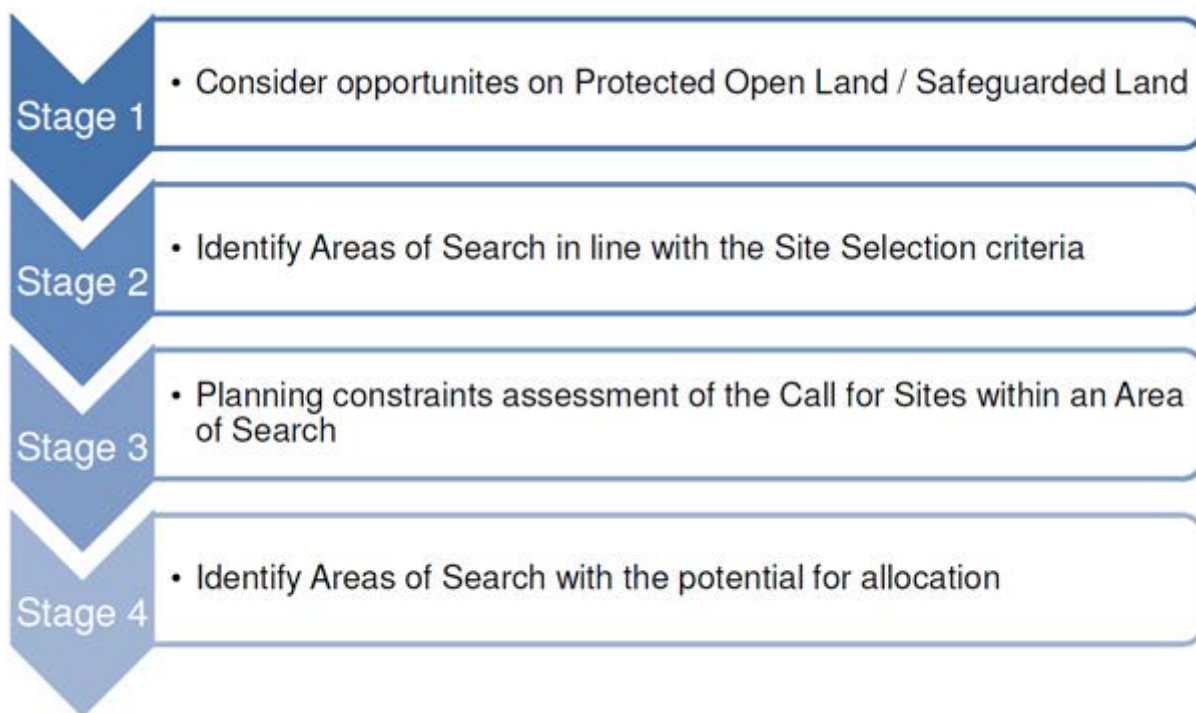 Stage 1
• Consider opportunites on Protected Open Land / Safeguarded Land
Stage 2
• Identify Areas of Search in line with the Site Selection criteria
Stage 3
• Planning constraints assessment of the Call for Sites within an Area
of Search
Stage 4
• Identify Areas of Search with the potential for allocation